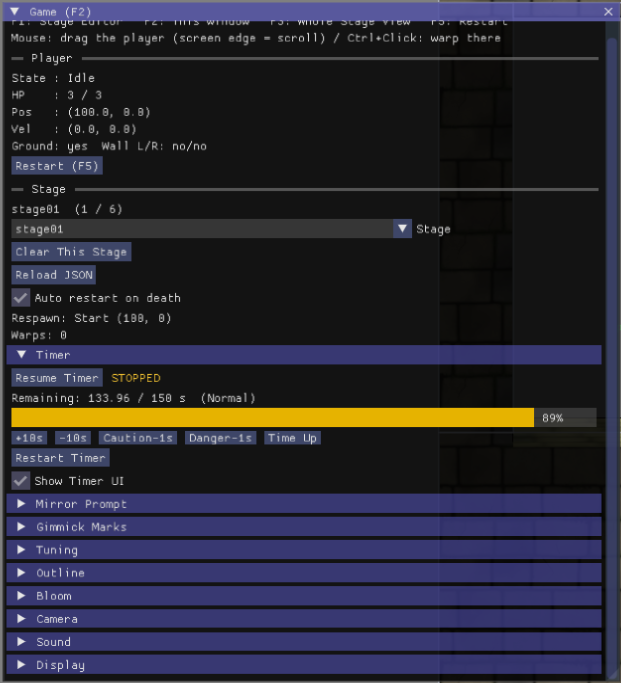 Game (F2)
F1: Stage Editor F2: This window F3: Whole Stage View F5: Restart
Mouse: drag the player (screen edge = scroll) / Ctrl+Click: warp there
Player
State : Idle
HP : 3 / 3
Pos : (100.0, 0.0)
Vel : (0.0, 0.0)
Ground: yes Wall L/R: no/no
Restart (F5)
Stage
stage01 (1 / 6)
stage01 Stage
Clear This Stage
Reload JSON
Auto restart on death
Respawn: Start (100, 0)
Warps: 0
Timer
Resume Timer STOPPED
Remaining: 133.96 / 150 s (Normal)
89%
+10s -10s Caution-1s Danger-1s Time Up
Restart Timer
Show Timer UI
Mirror Prompt
Gimmick Marks
Tuning
Outline
Bloom
Camera
Sound
Display